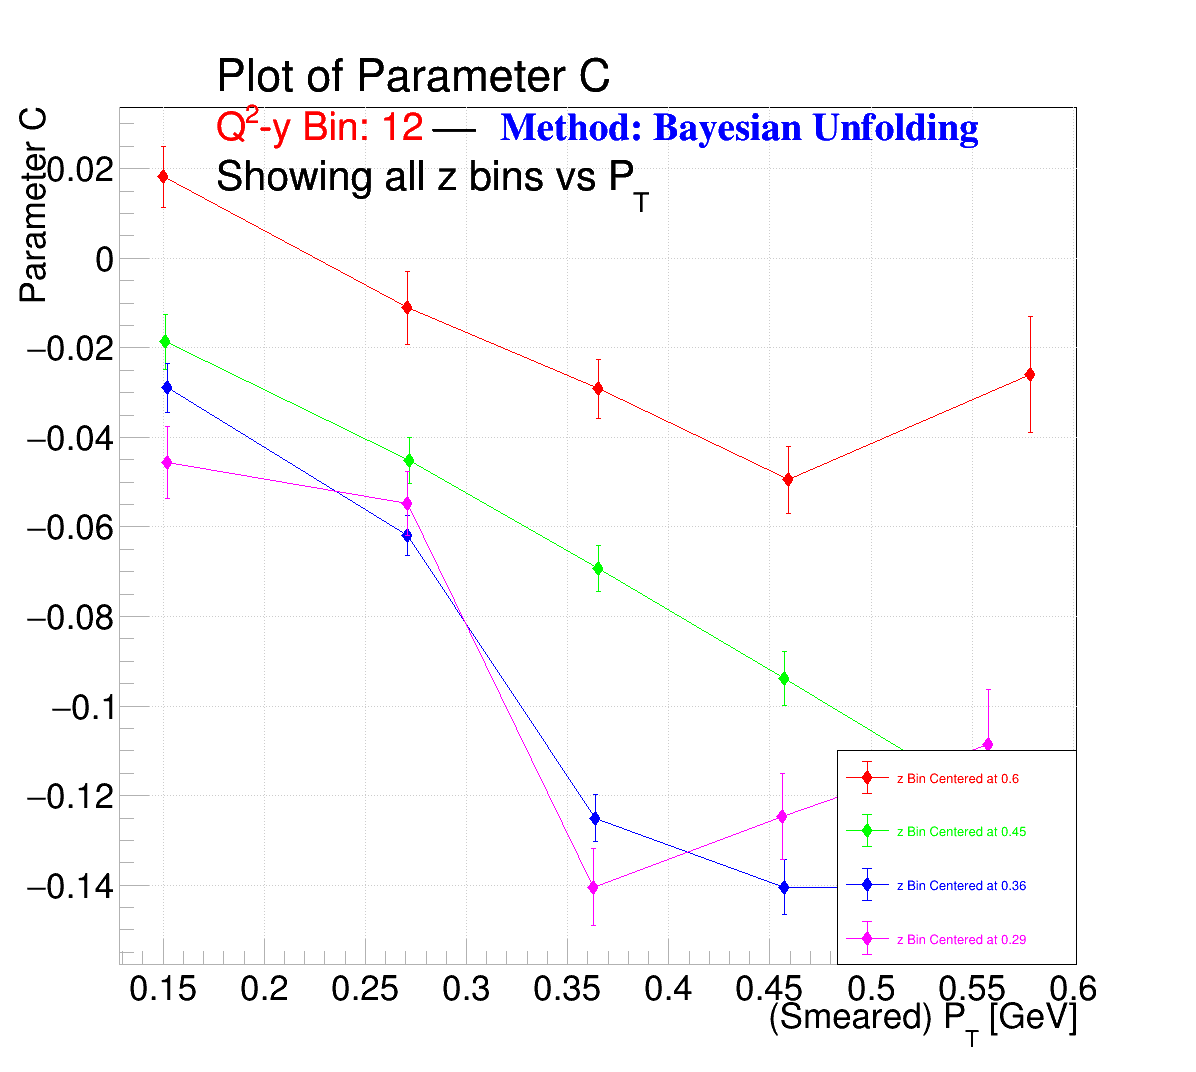 Plot of Parameter C
Q²-y Bin: 12 — Method: Bayesian Unfolding
Showing all z bins vs P_T
Parameter C
0.02
0
−0.02
−0.04
−0.06
−0.08
−0.1
−0.12
−0.14
z Bin Centered at 0.6
z Bin Centered at 0.45
z Bin Centered at 0.36
z Bin Centered at 0.29
0.15 0.2 0.25 0.3 0.35 0.4 0.45 0.5 0.55 0.6
(Smeared) P_T [GeV]